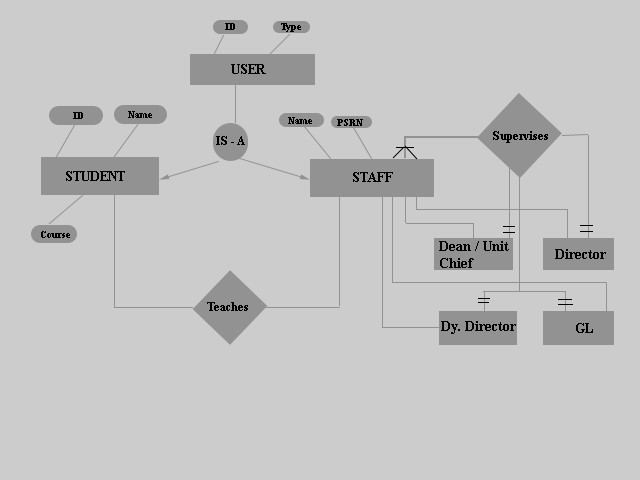 ID
Type
USER
ID
Name
IS - A
Name
PSRN
Supervises
STUDENT
STAFF
Course
Dean / Unit
Chief
Director
Teaches
Dy. Director
GL